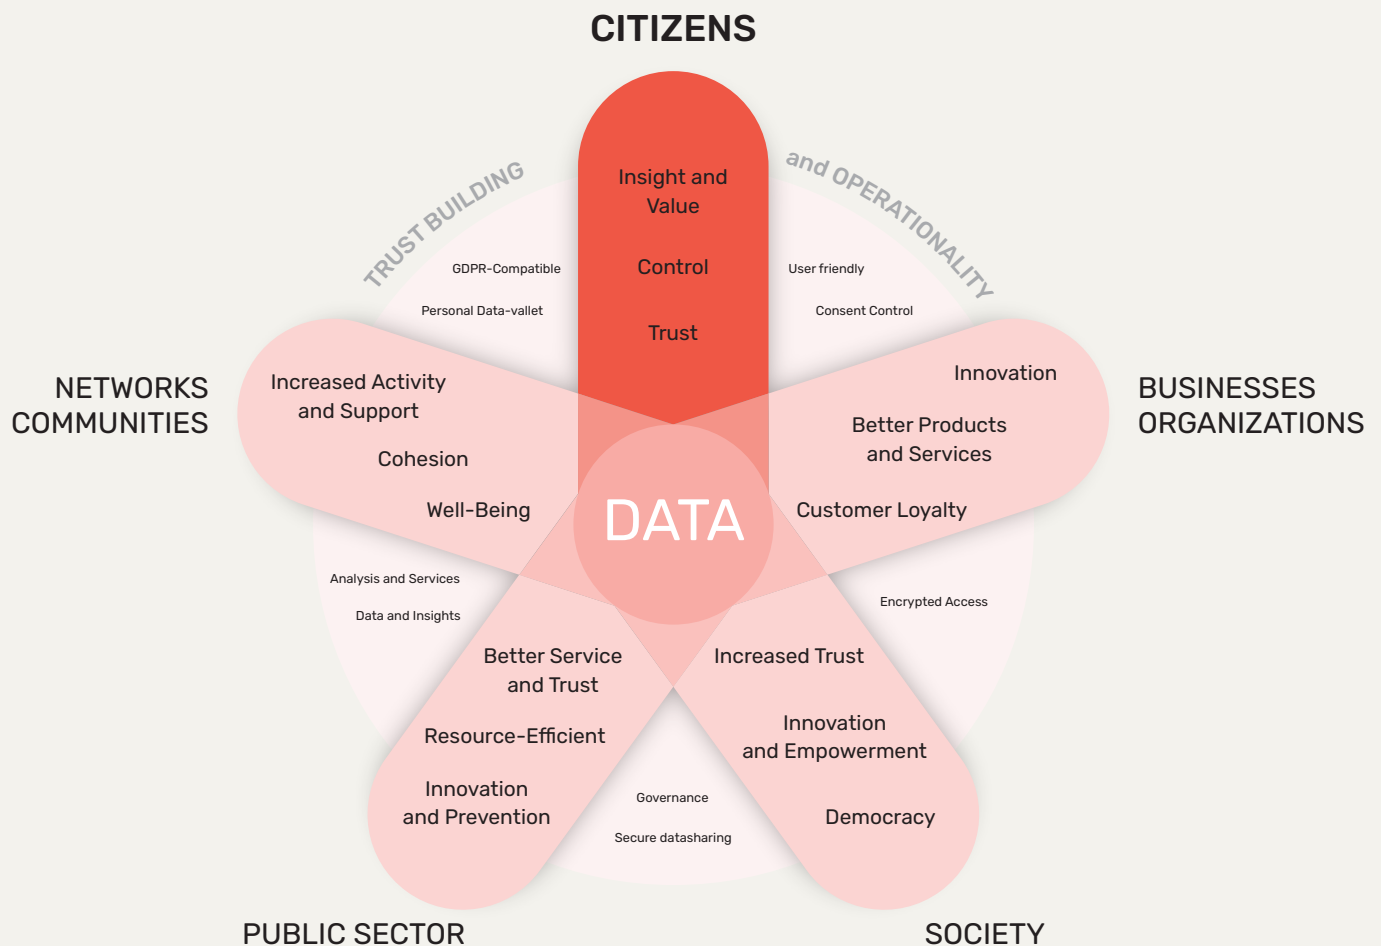 CITIZENS
TRUST BUILDING
and OPERATIONALITY
Insight and
Value
Control
Trust
GDPR-Compatible
Personal Data-vallet
User friendly
Consent Control
NETWORKS
COMMUNITIES
Increased Activity
and Support
Cohesion
Well-Being
BUSINESSES
ORGANIZATIONS
Innovation
Better Products
and Services
Customer Loyalty
DATA
Analysis and Services
Data and Insights
Encrypted Access
Better Service
and Trust
Resource-Efficient
Innovation
and Prevention
Increased Trust
Innovation
and Empowerment
Democracy
Governance
Secure datasharing
PUBLIC SECTOR
SOCIETY